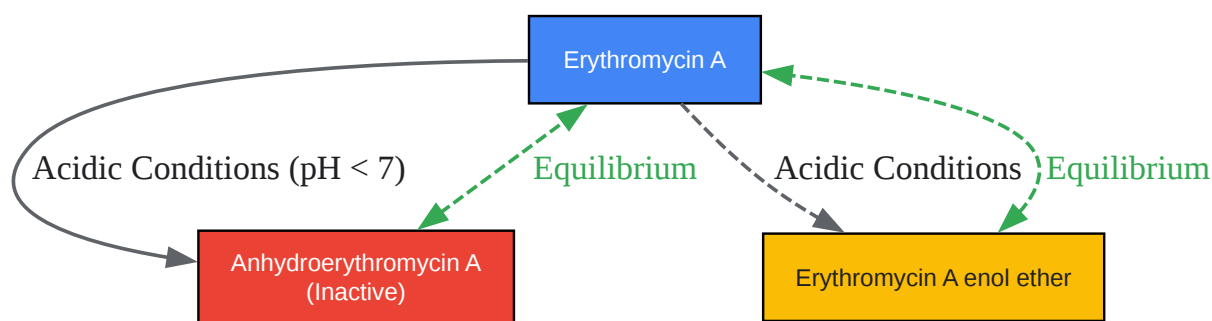 Erythromycin A
Acidic Conditions (pH < 7)
Equilibrium
Acidic Conditions
Equilibrium
Anhydroerythromycin A
(Inactive)
Erythromycin A enol ether